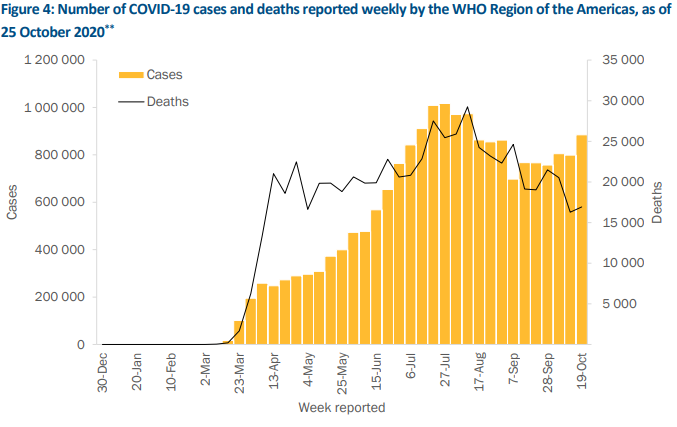 Figure 4: Number of COVID-19 cases and deaths reported weekly by the WHO Region of the Americas, as of
25 October 2020**
1 200 000
1 000 000
800 000
600 000
400 000
200 000
0
Cases
Cases
Deaths
35 000
30 000
25 000
20 000
15 000
10 000
5 000
Deaths
30-Dec
20-Jan
10-Feb
2-Mar
23-Mar
13-Apr
4-May
25-May
15-Jun
6-Jul
27-Jul
17-Aug
7-Sep
28-Sep
19-Oct
Week reported